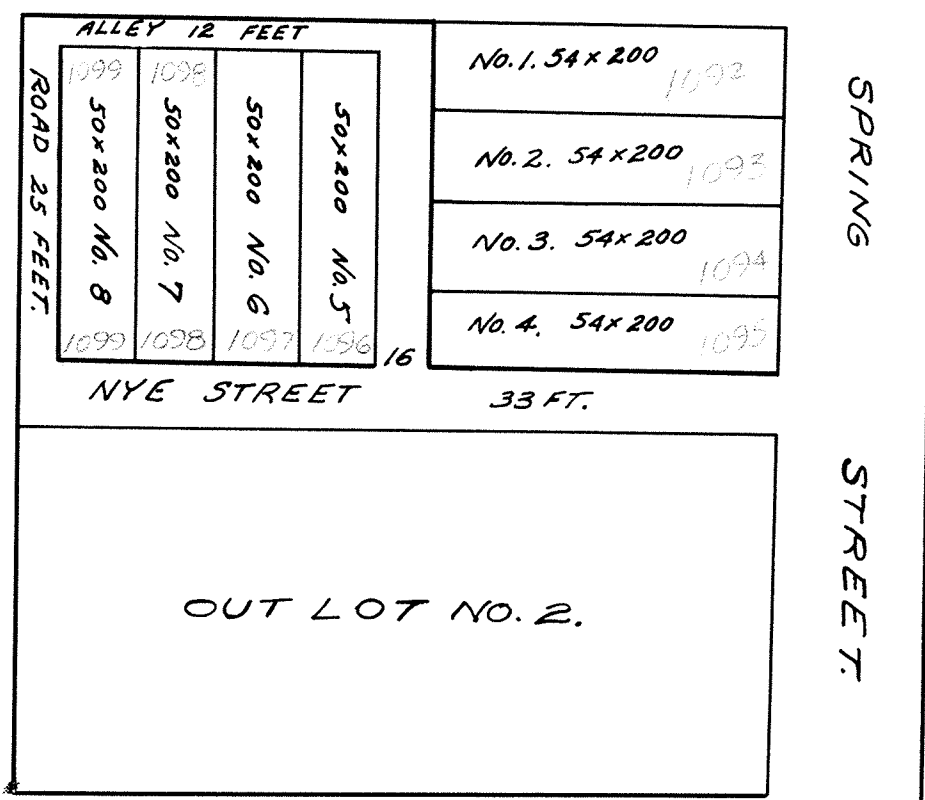 ALLEY 12 FEET
ROAD 25 FEET.
1099
50x200 No. 8
1099
1098
50x200 No. 7
1098
50x200 No. 6
1097
50x200 No. 5
1096
16
No. 1. 54x200
1092
No. 2. 54x200
1093
No. 3. 54x200
1094
No. 4. 54x200
1095
NYE STREET
33 FT.
OUT LOT NO. 2.
SPRING
STREET.